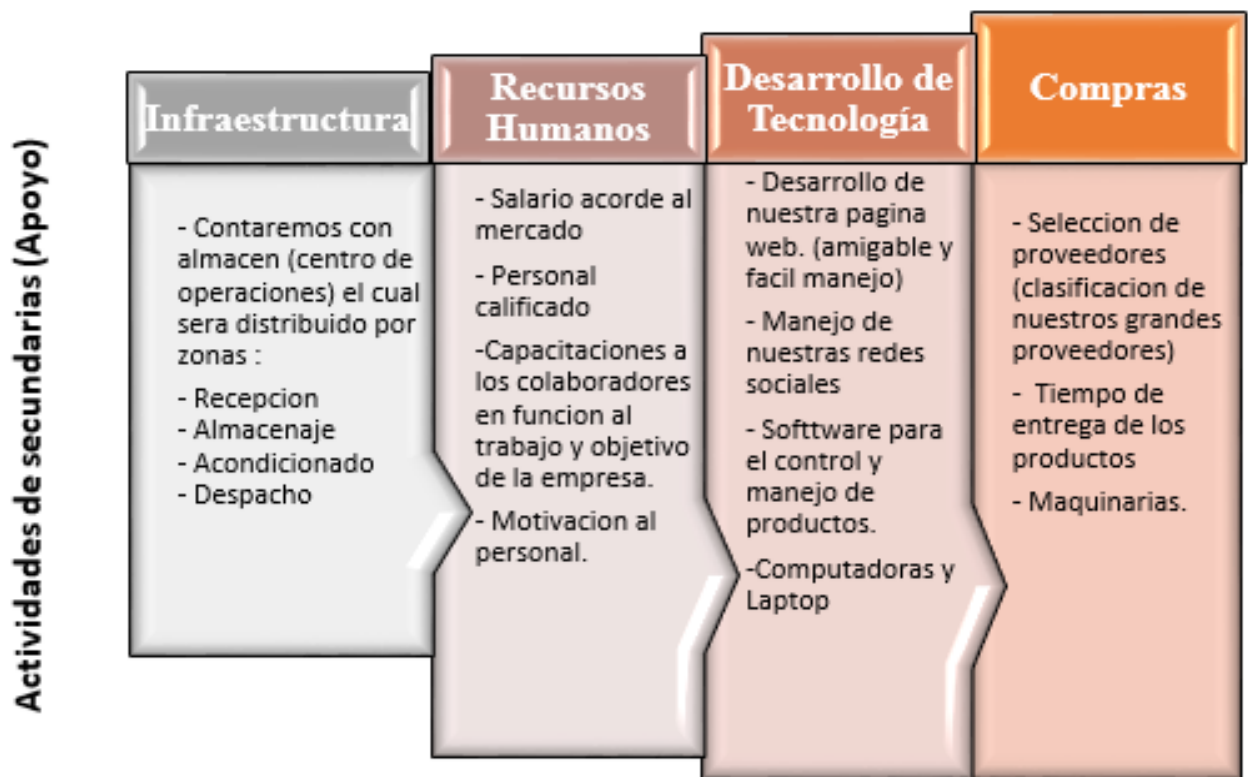 Actividades de secundarias (Apoyo)
Infraestructura
- Contaremos con
almacen (centro de
operaciones) el cual
sera distribuido por
zonas :
- Recepcion
- Almacenaje
- Acondicionado
- Despacho
Recursos
Humanos
- Salario acorde al
mercado
- Personal
calificado
-Capacitaciones a
los colaboradores
en funcion al
trabajo y objetivo
de la empresa.
- Motivacion al
personal.
Desarrollo de
Tecnología
- Desarrollo de
nuestra pagina
web. (amigable y
facil manejo)
- Manejo de
nuestras redes
sociales
- Softtware para
el control y
manejo de
productos.
-Computadoras y
Laptop
Compras
- Seleccion de
proveedores
(clasificacion de
nuestros grandes
proveedores)
- Tiempo de
entrega de los
productos
- Maquinarias.